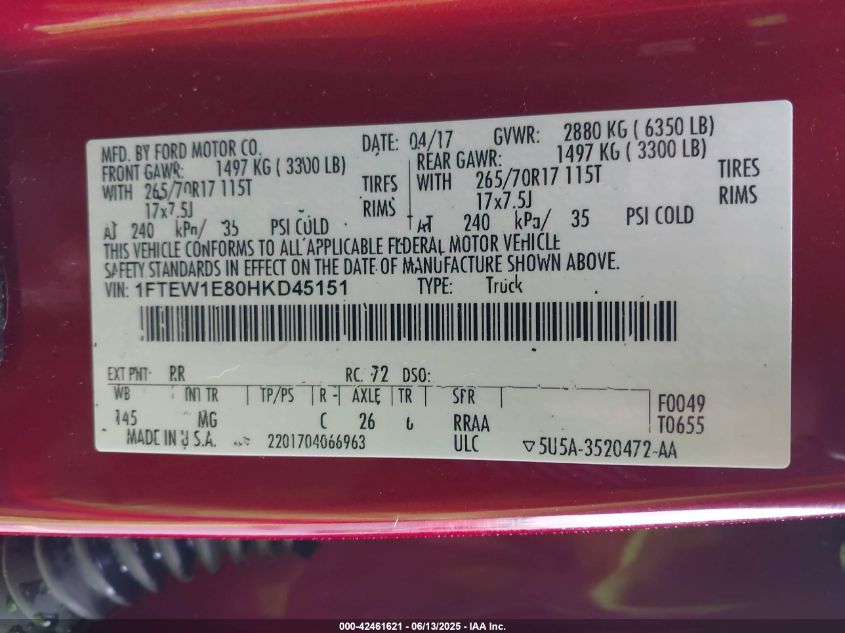 MFD. BY FORD MOTOR CO. DATE: 04/17 GVWR: 2880 KG ( 6350 LB)
FRONT GAWR: 1497 KG ( 3300 LB) REAR GAWR: 1497 KG ( 3300 LB)
WITH 265/70R17 115T TIRES WITH 265/70R17 115T TIRES
17x7.5J RIMS 17x7.5J RIMS
AT 240 kPa/ 35 PSI COLD AT 240 kPa/ 35 PSI COLD
THIS VEHICLE CONFORMS TO ALL APPLICABLE FEDERAL MOTOR VEHICLE
SAFETY STANDARDS IN EFFECT ON THE DATE OF MANUFACTURE SHOWN ABOVE.
VIN: 1FTEW1E80HKD45151 TYPE: Truck
EXT PNT: RR RC: 72 DSO:
WB INT TR TP/PS R AXLE TR SPR F0049
145 MG C 26 6 RRAA T0655
MADE IN U.S.A. 2201704066963 ULC ▽5U5A-3520472-AA
000-42461621 | 06/13/2025 - IAA Inc.